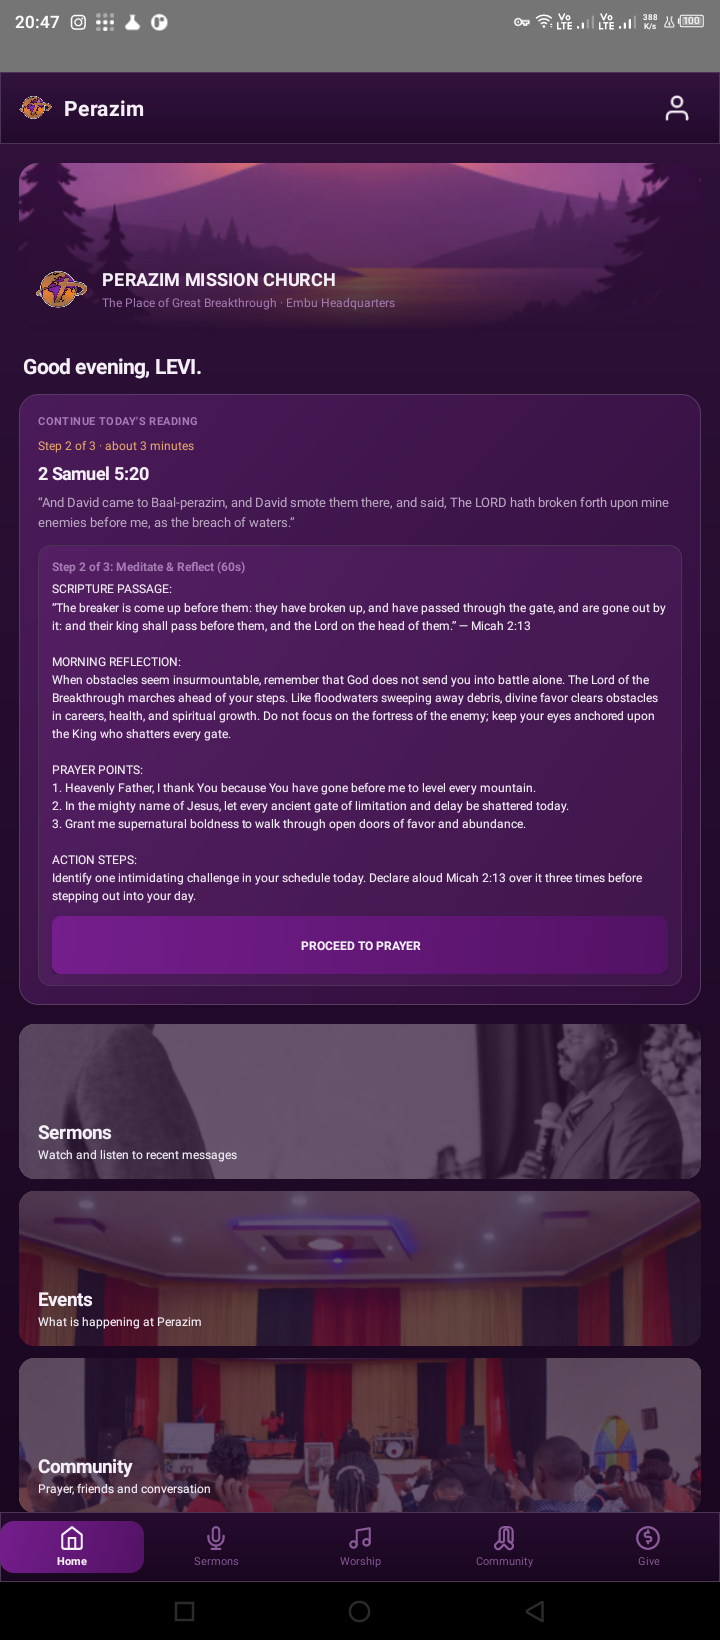 20:47
Vo LTE
Vo LTE
388 K/s
100
Perazim
PERAZIM MISSION CHURCH
The Place of Great Breakthrough · Embu Headquarters
Good evening, LEVI.
CONTINUE TODAY'S READING
Step 2 of 3 · about 3 minutes
2 Samuel 5:20
“And David came to Baal-perazim, and David smote them there, and said, The LORD hath broken forth upon mine
enemies before me, as the breach of waters.”
Step 2 of 3: Meditate & Reflect (60s)
SCRIPTURE PASSAGE:
“The breaker is come up before them: they have broken up, and have passed through the gate, and are gone out by
it: and their king shall pass before them, and the Lord on the head of them.” — Micah 2:13
MORNING REFLECTION:
When obstacles seem insurmountable, remember that God does not send you into battle alone. The Lord of the
Breakthrough marches ahead of your steps. Like floodwaters sweeping away debris, divine favor clears obstacles
in careers, health, and spiritual growth. Do not focus on the fortress of the enemy; keep your eyes anchored upon
the King who shatters every gate.
PRAYER POINTS:
1. Heavenly Father, I thank You because You have gone before me to level every mountain.
2. In the mighty name of Jesus, let every ancient gate of limitation and delay be shattered today.
3. Grant me supernatural boldness to walk through open doors of favor and abundance.
ACTION STEPS:
Identify one intimidating challenge in your schedule today. Declare aloud Micah 2:13 over it three times before
stepping out into your day.
PROCEED TO PRAYER
Sermons
Watch and listen to recent messages
Events
What is happening at Perazim
Community
Prayer, friends and conversation
Home
Sermons
Worship
Community
Give